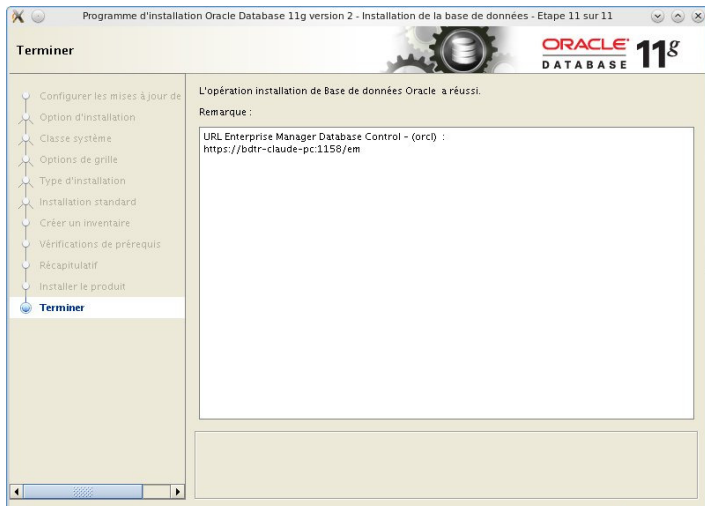 Programme d'installation Oracle Database 11g version 2 - Installation de la base de données - Etape 11 sur 11
Terminer
ORACLE
DATABASE 11g
Configurer les mises à jour de
Option d'installation
Classe système
Options de grille
Type d'installation
Installation standard
Créer un inventaire
Vérifications de prérequis
Récapitulatif
Installer le produit
Terminer
L'opération installation de Base de données Oracle a réussi.
Remarque :
URL Enterprise Manager Database Control - (orcl) :
https://bdtr-claude-pc:1158/em